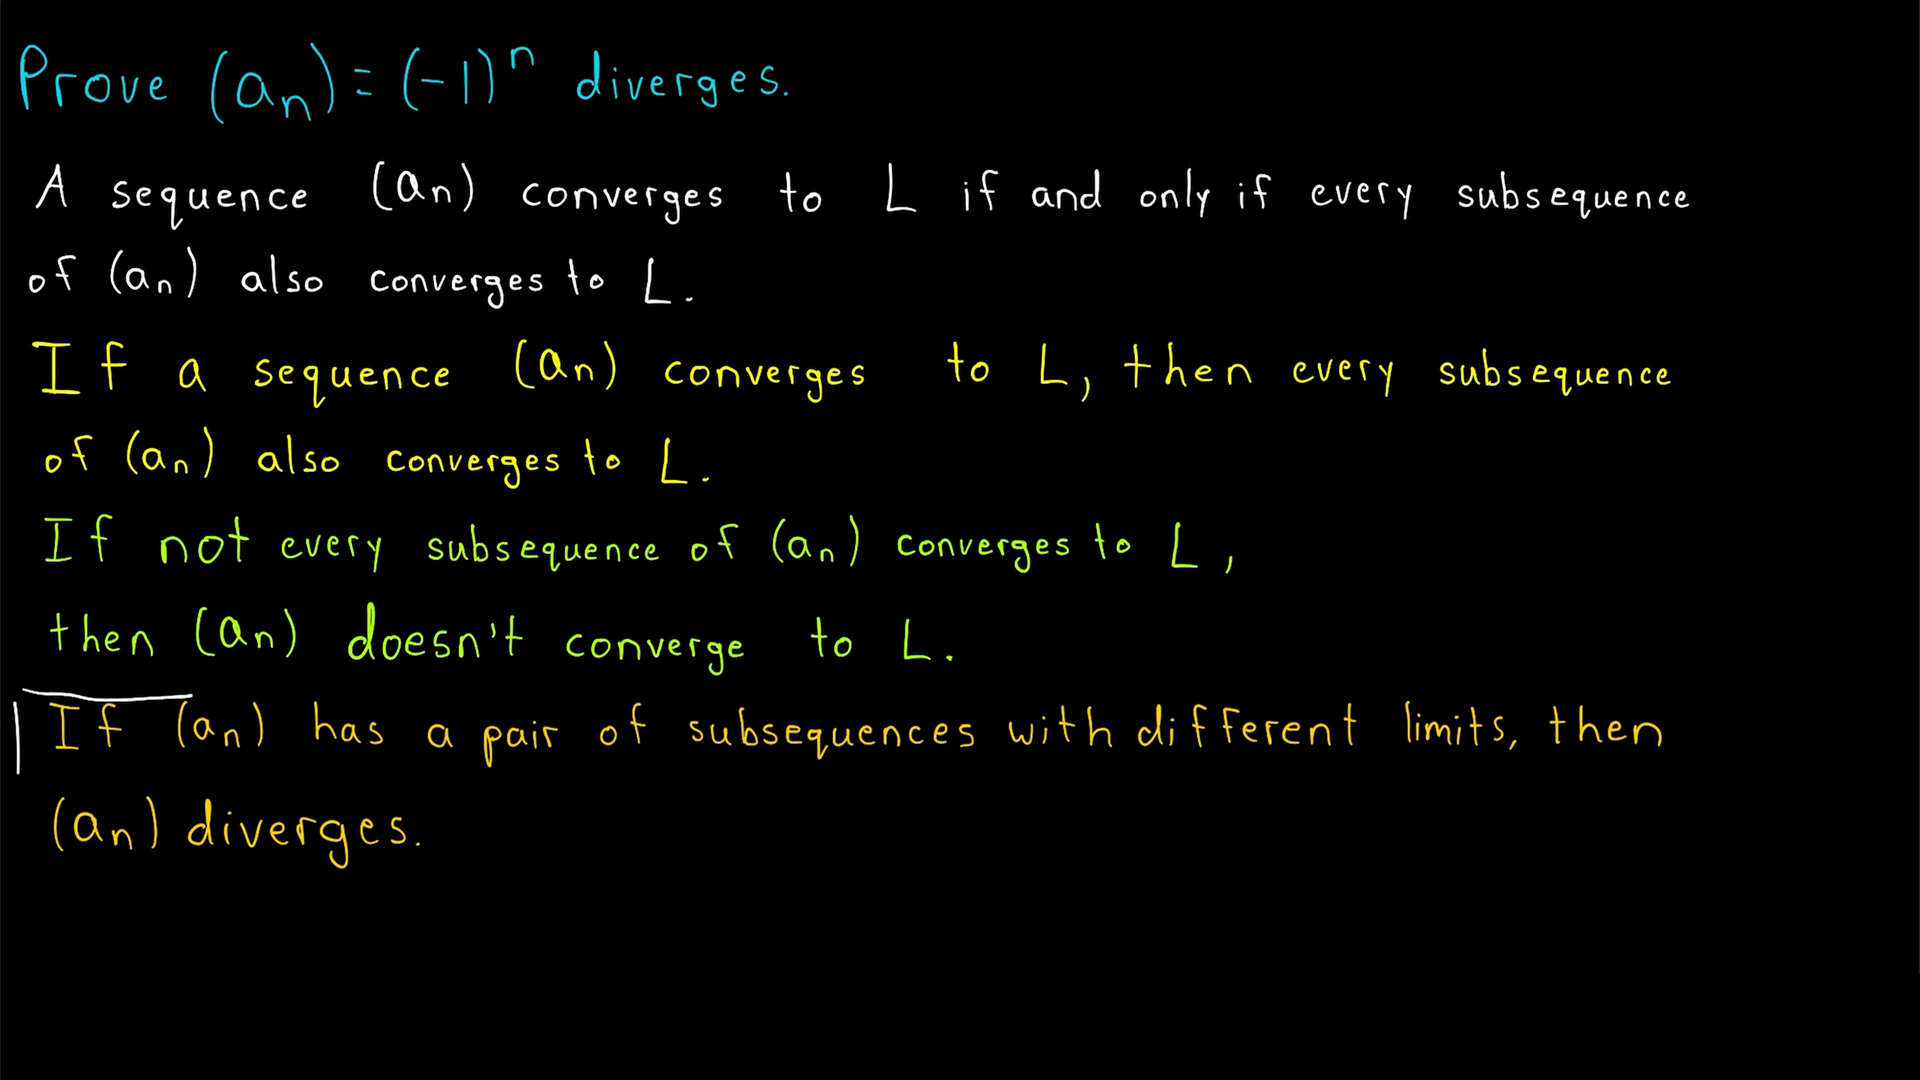 Prove (aₙ) = (-1)ⁿ diverges.
A sequence (aₙ) converges to L if and only if every subsequence
of (aₙ) also converges to L.
If a sequence (aₙ) converges to L, then every subsequence
of (aₙ) also converges to L.
If not every subsequence of (aₙ) converges to L,
then (aₙ) doesn't converge to L.
If (aₙ) has a pair of subsequences with different limits, then
(aₙ) diverges.